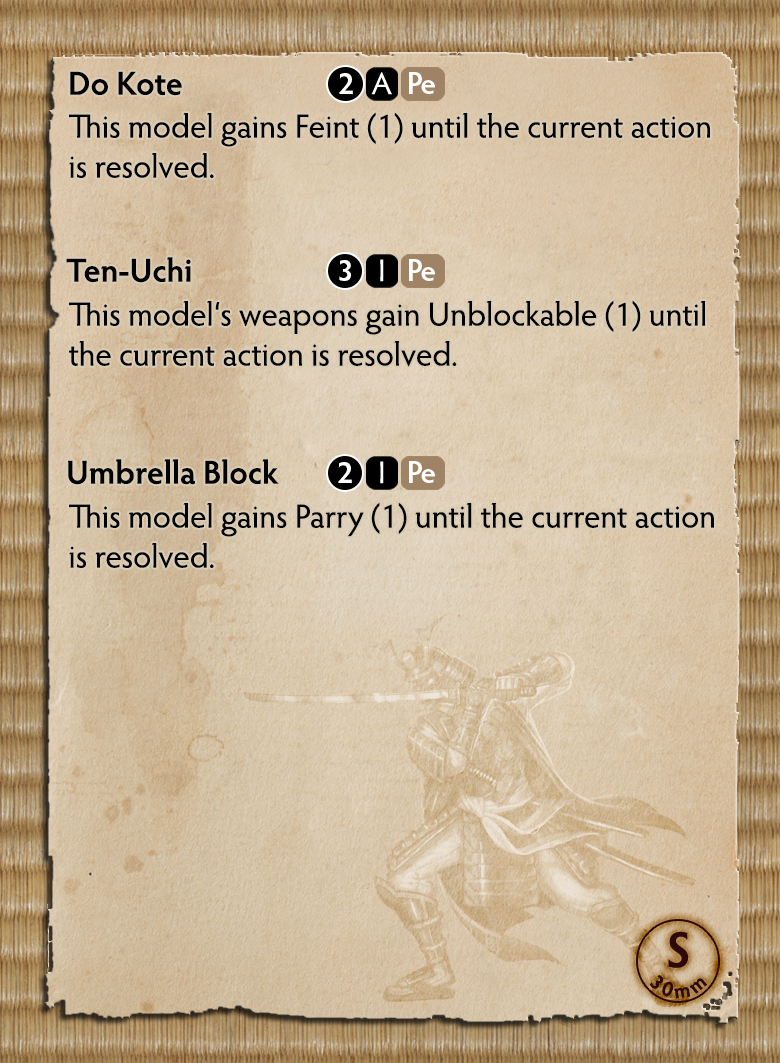 Do Kote 2 A Pe
This model gains Feint (1) until the current action
is resolved.
Ten-Uchi 3 I Pe
This model's weapons gain Unblockable (1) until
the current action is resolved.
Umbrella Block 2 I Pe
This model gains Parry (1) until the current action
is resolved.
S
30mm